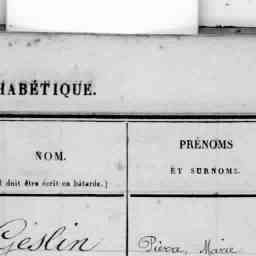 HABÉTIQUE.
NOM.
PRÉNOMS
ET SURNOMS.
l doit être écrit en bâtarde.)
Geslin
Pierre, Marie